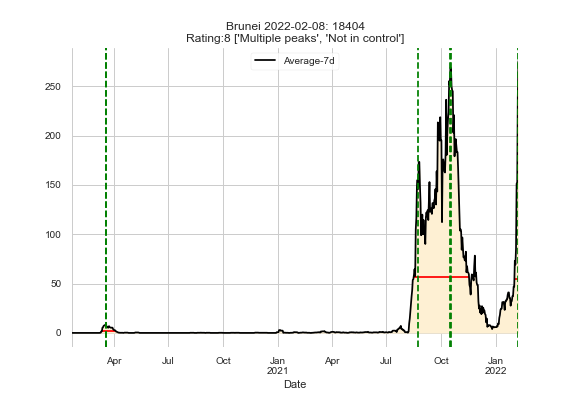 Brunei 2022-02-08: 18404
Rating:8 ['Multiple peaks', 'Not in control']
Average-7d
250
200
150
100
50
0
Apr Jul Oct Jan Apr Jul Oct Jan
2021 2022
Date